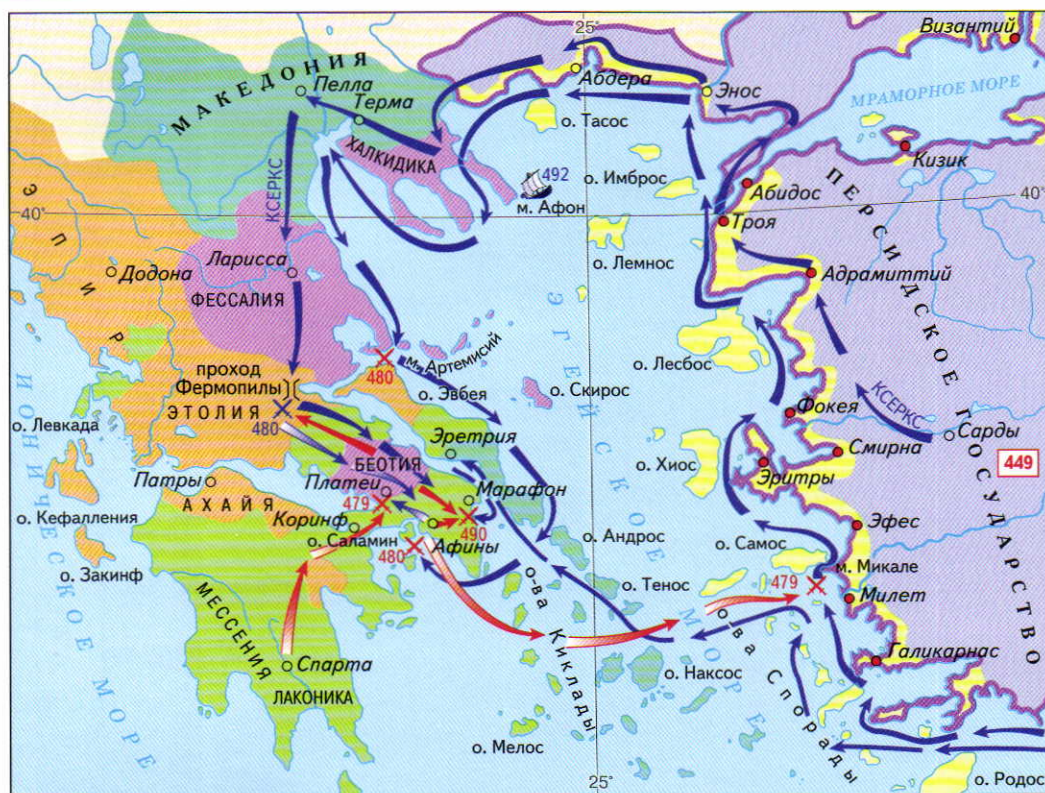 25°
Византий
МАКЕДОНИЯ
Пелла
Терма
Абдера
Энос
МРАМОРНОЕ МОРЕ
ХАЛКИДИКА
о. Тасос
Кизик
492
о. Имброс
м. Афон
Абидос
40°
40°
КСЕРКС
Троя
ЭПИР
Додона
Ларисса
о. Лемнос
Адрамиттий
ФЕССАЛИЯ
ПЕРСИДСКОЕ ГОСУДАРСТВО
ЭГЕЙСКОЕ МОРЕ
м. Артемисий
о. Лесбос
проход
Фермопилы
480
о. Эвбея
о. Скирос
КСЕРКС
ЭТОЛИЯ
480
Фокея
о. Левкада
Эретрия
Сарды
Смирна
449
БЕОТИЯ
о. Хиос
Эритры
Патры
Платеи
Марафон
АХАЙЯ
479
о. Кефалления
Коринф
490
Эфес
о. Саламин
Афины
о. Андрос
о. Самос
480
м. Микале
о. Закинф
479
о. Тенос
Милет
МЕССЕНИЯ
о-ва Киклады
о-ва Спорады
Спарта
Галикарнас
ЛАКОНИКА
о. Наксос
о. Мелос
25°
о. Родос